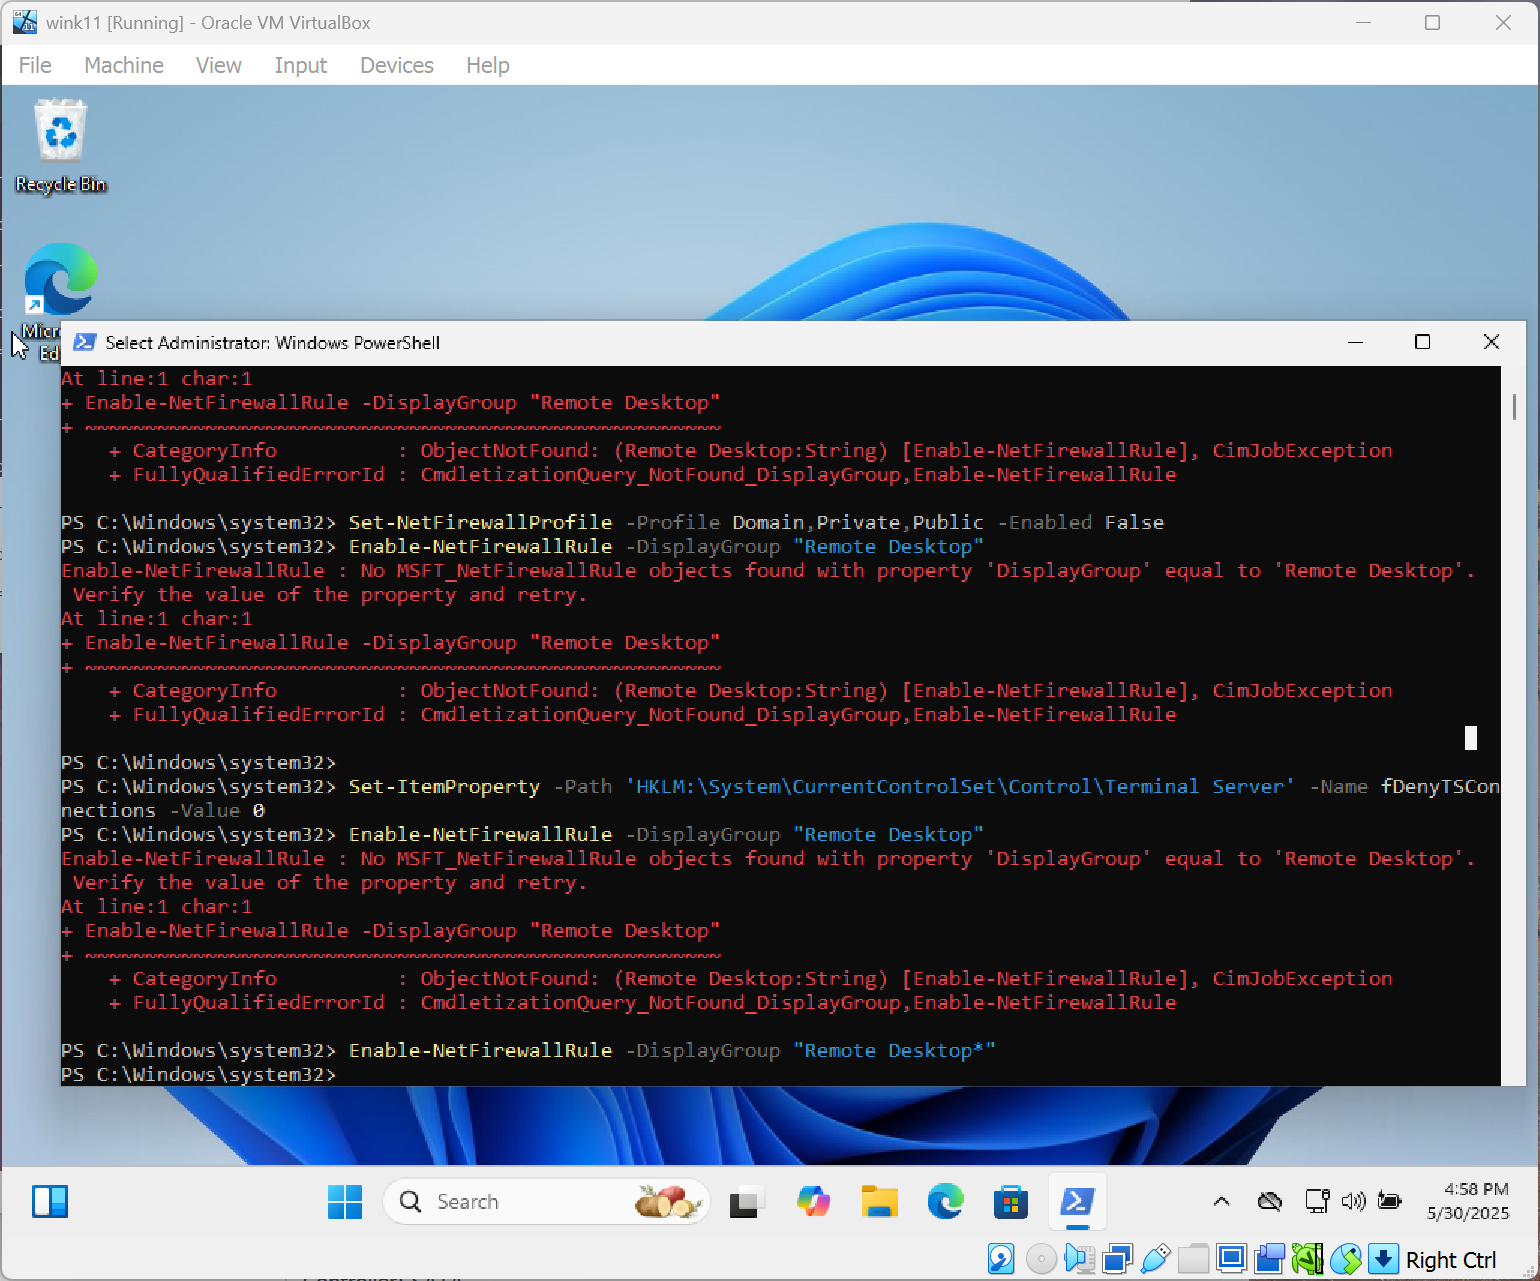 wink11 [Running] - Oracle VM VirtualBox
File Machine View Input Devices Help
Recycle Bin
Micr
Ed
Select Administrator: Windows PowerShell
At line:1 char:1
+ Enable-NetFirewallRule -DisplayGroup "Remote Desktop"
+ ~~~~~~~~~~~~~~~~~~~~~~~~~~~~~~~~~~~~~~~~~~~~~~~~~~~~~
+ CategoryInfo : ObjectNotFound: (Remote Desktop:String) [Enable-NetFirewallRule], CimJobException
+ FullyQualifiedErrorId : CmdletizationQuery_NotFound_DisplayGroup,Enable-NetFirewallRule
PS C:\Windows\system32> Set-NetFirewallProfile -Profile Domain,Private,Public -Enabled False
PS C:\Windows\system32> Enable-NetFirewallRule -DisplayGroup "Remote Desktop"
Enable-NetFirewallRule : No MSFT_NetFirewallRule objects found with property 'DisplayGroup' equal to 'Remote Desktop'.
Verify the value of the property and retry.
At line:1 char:1
+ Enable-NetFirewallRule -DisplayGroup "Remote Desktop"
+ ~~~~~~~~~~~~~~~~~~~~~~~~~~~~~~~~~~~~~~~~~~~~~~~~~~~~~
+ CategoryInfo : ObjectNotFound: (Remote Desktop:String) [Enable-NetFirewallRule], CimJobException
+ FullyQualifiedErrorId : CmdletizationQuery_NotFound_DisplayGroup,Enable-NetFirewallRule
PS C:\Windows\system32>
PS C:\Windows\system32> Set-ItemProperty -Path 'HKLM:\System\CurrentControlSet\Control\Terminal Server' -Name fDenyTSCon
nections -Value 0
PS C:\Windows\system32> Enable-NetFirewallRule -DisplayGroup "Remote Desktop"
Enable-NetFirewallRule : No MSFT_NetFirewallRule objects found with property 'DisplayGroup' equal to 'Remote Desktop'.
Verify the value of the property and retry.
At line:1 char:1
+ Enable-NetFirewallRule -DisplayGroup "Remote Desktop"
+ ~~~~~~~~~~~~~~~~~~~~~~~~~~~~~~~~~~~~~~~~~~~~~~~~~~~~~
+ CategoryInfo : ObjectNotFound: (Remote Desktop:String) [Enable-NetFirewallRule], CimJobException
+ FullyQualifiedErrorId : CmdletizationQuery_NotFound_DisplayGroup,Enable-NetFirewallRule
PS C:\Windows\system32> Enable-NetFirewallRule -DisplayGroup "Remote Desktop*"
PS C:\Windows\system32>
Search
4:58 PM
5/30/2025
Right Ctrl